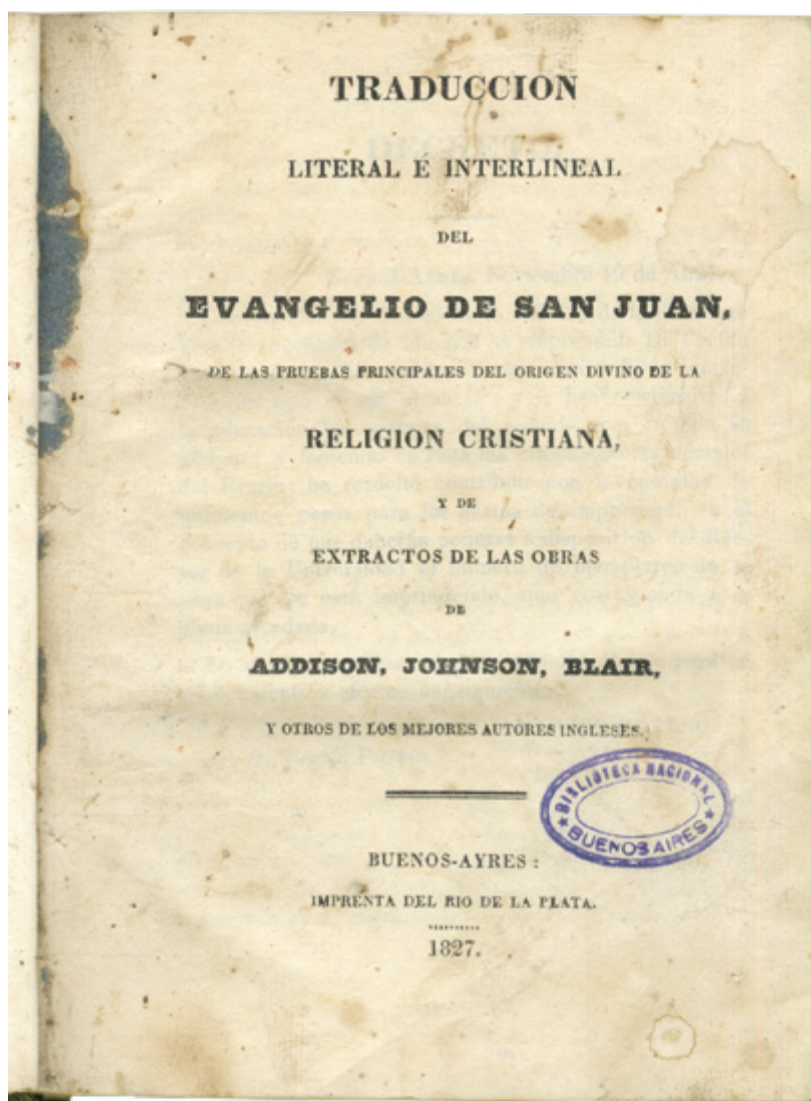 TRADUCCION
LITERAL É INTERLINEAL
DEL
EVANGELIO DE SAN JUAN,
DE LAS PRUEBAS PRINCIPALES DEL ORIGEN DIVINO DE LA
RELIGION CRISTIANA,
Y DE
EXTRACTOS DE LAS OBRAS
DE
ADDISON, JOHNSON, BLAIR,
Y OTROS DE LOS MEJORES AUTORES INGLESES.
BIBLIOTECA NACIONAL
BUENOS AIRES
BUENOS-AYRES :
IMPRENTA DEL RIO DE LA PLATA.
1827.